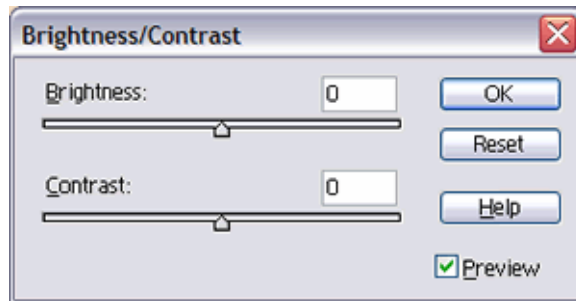 Brightness/Contrast
Brightness: 0
OK
Reset
Contrast: 0
Help
Preview